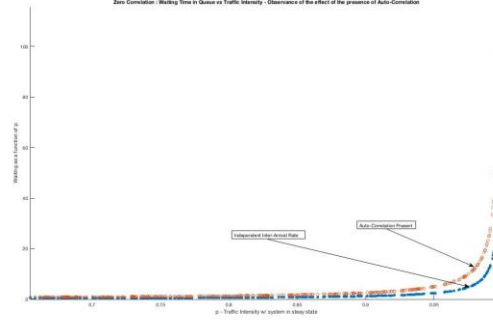 Zero Correlation : Waiting Time in Queue vs Traffic Intensity - Observance of the effect of the presence of Auto-Correlation
100
80
60
40
20
0
Waiting as a function of p
Auto-Correlation Present
Independent Inter-Arrival Rate
0.7
0.75
0.8
0.85
0.9
0.95
p - Traffic Intensity w/ system in steay state